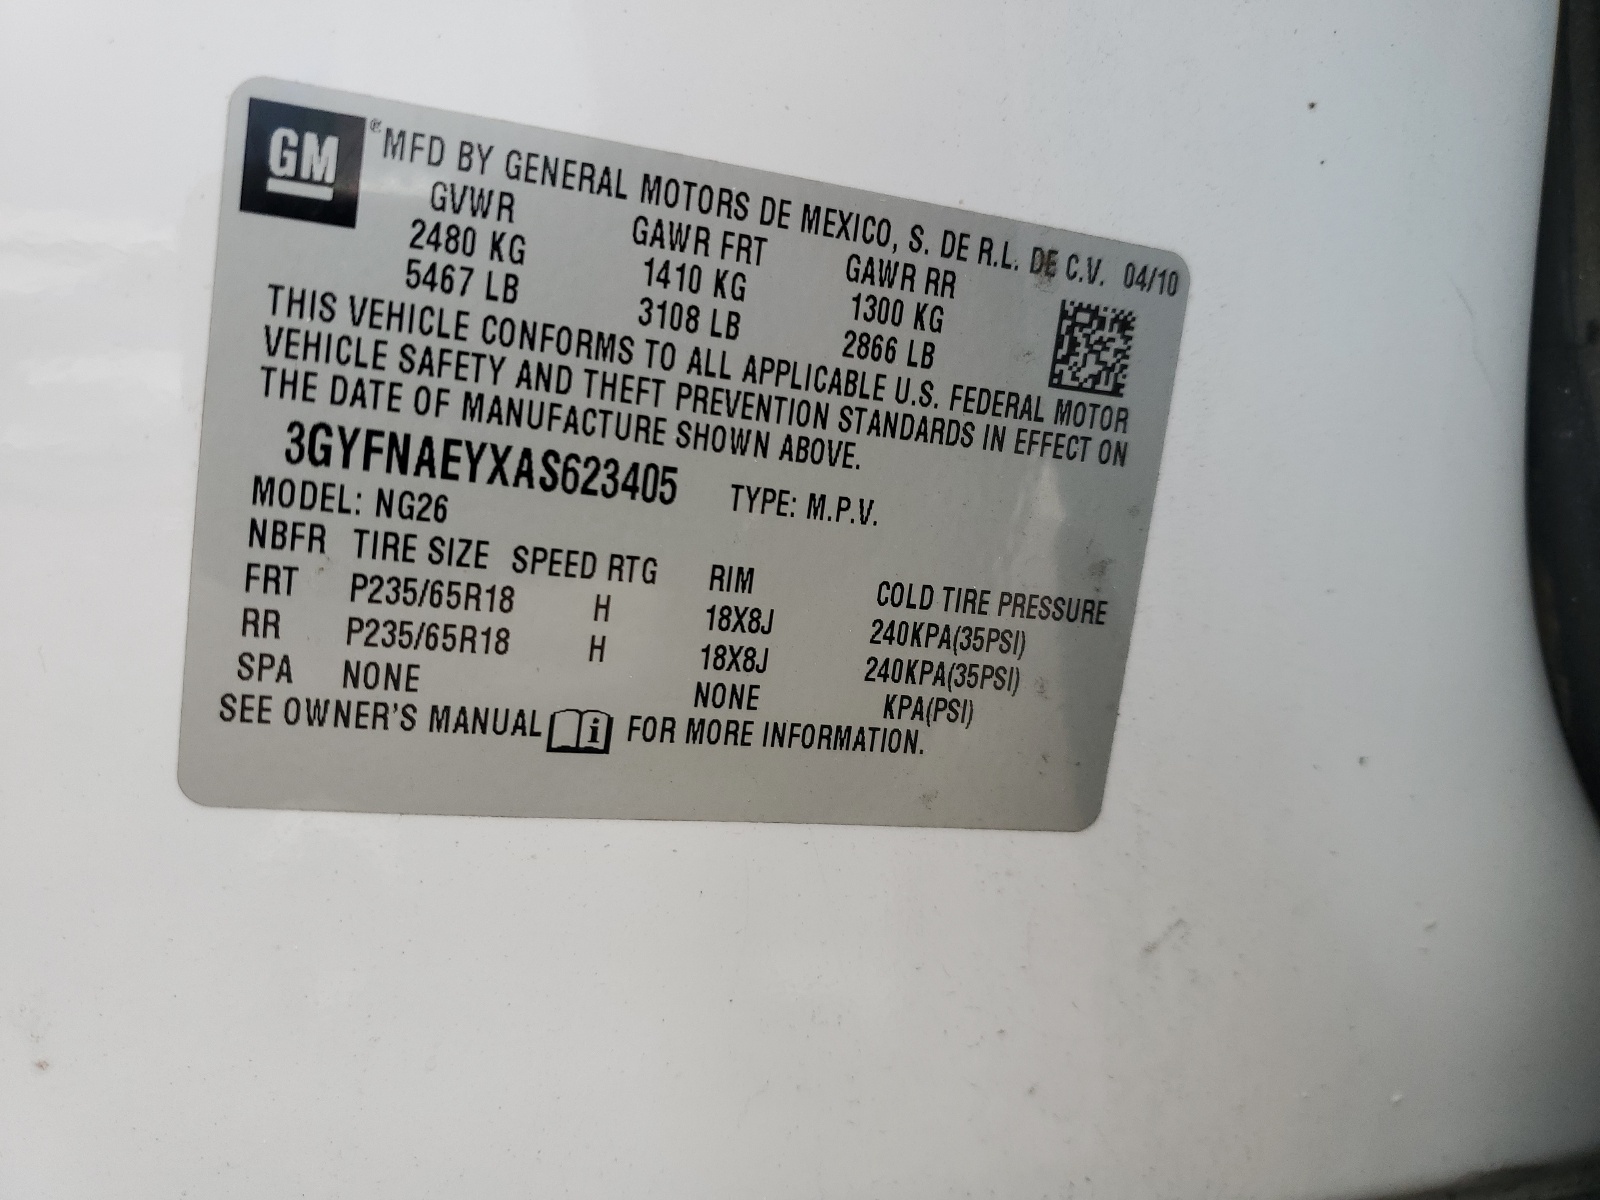 GM
® MFD BY GENERAL MOTORS DE MEXICO, S. DE R.L. DE C.V. 04/10
GVWR GAWR FRT GAWR RR
2480 KG 1410 KG 1300 KG
5467 LB 3108 LB 2866 LB
THIS VEHICLE CONFORMS TO ALL APPLICABLE U.S. FEDERAL MOTOR
VEHICLE SAFETY AND THEFT PREVENTION STANDARDS IN EFFECT ON
THE DATE OF MANUFACTURE SHOWN ABOVE.
3GYFNAEYXAS623405 TYPE: M.P.V.
MODEL: NG26
NBFR TIRE SIZE SPEED RTG RIM COLD TIRE PRESSURE
FRT P235/65R18 H 18X8J 240KPA(35PSI)
RR P235/65R18 H 18X8J 240KPA(35PSI)
SPA NONE NONE KPA(PSI)
SEE OWNER'S MANUAL i FOR MORE INFORMATION.